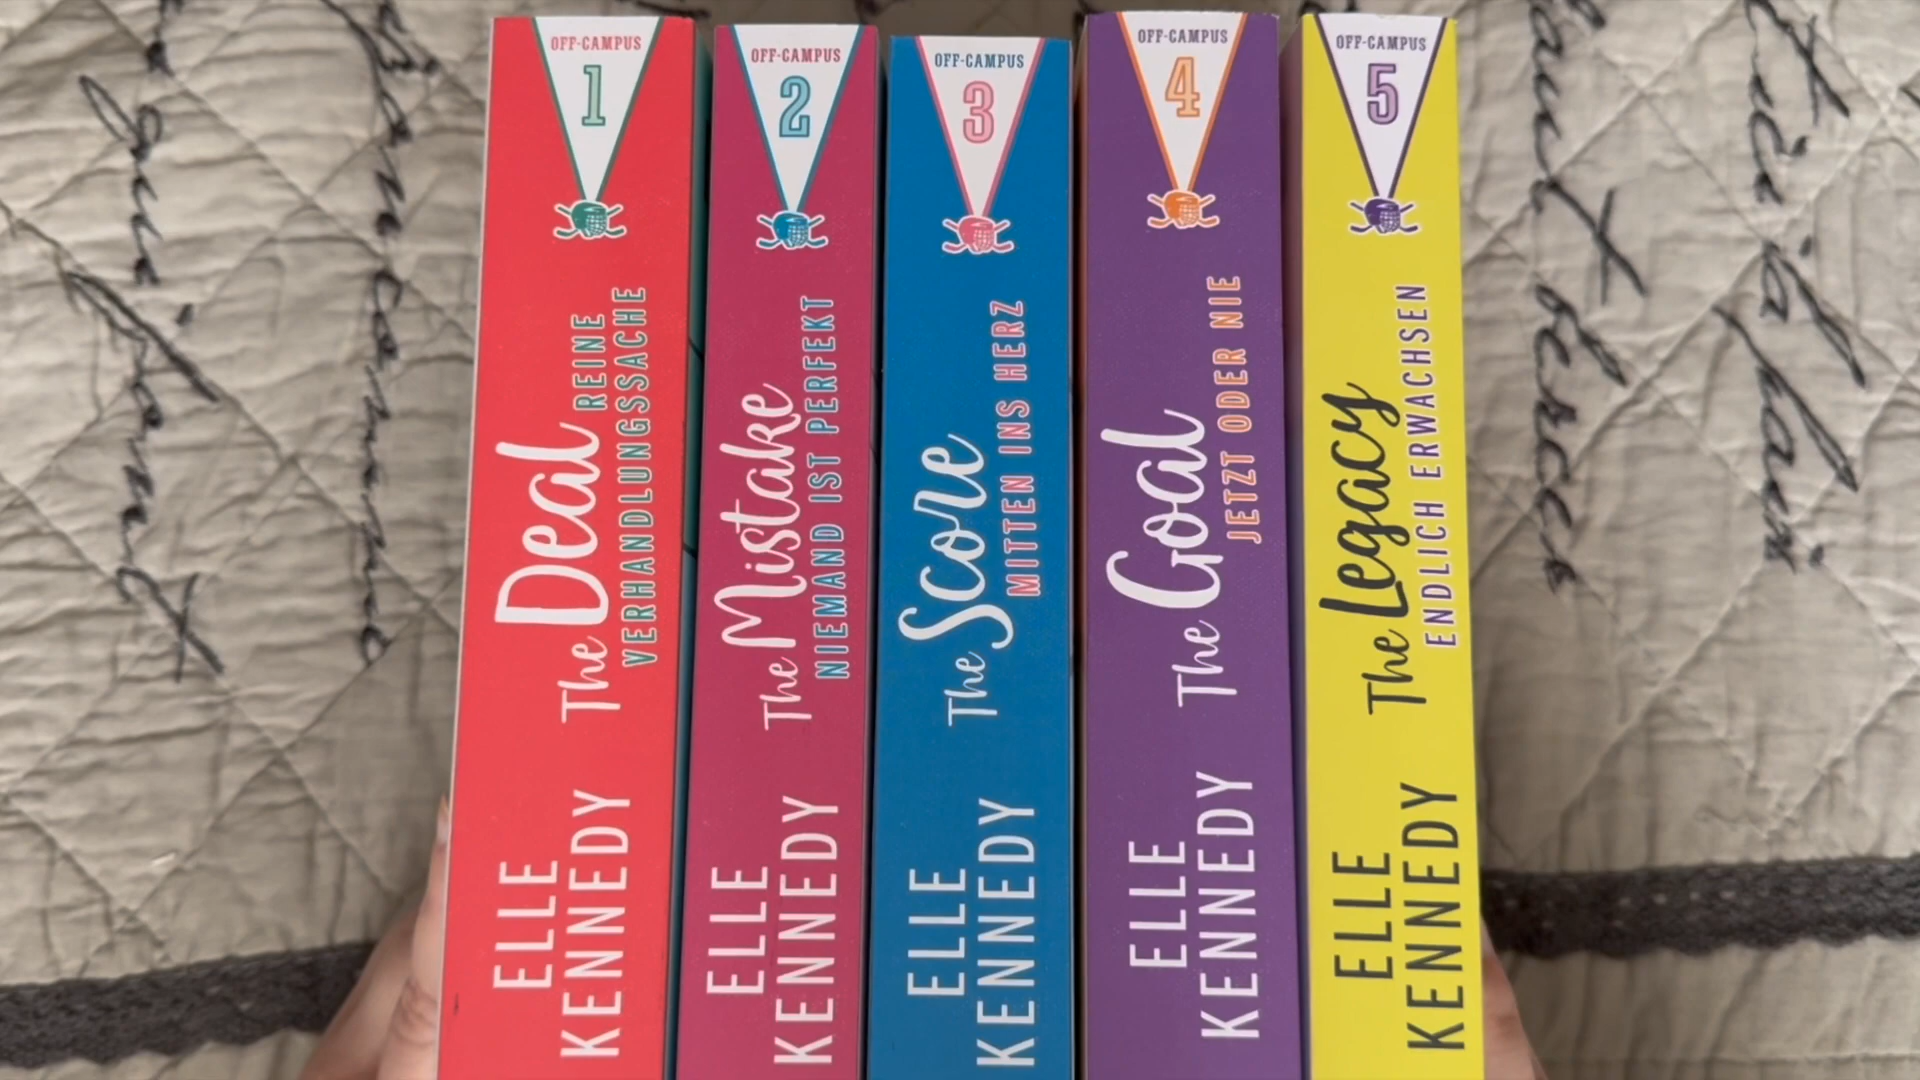 OFF-CAMPUS
1
The Deal
REINE
VERHANDLUNGSSACHE
ELLE
KENNEDY
OFF-CAMPUS
2
The Mistake
NIEMAND IST PERFEKT
ELLE
KENNEDY
OFF-CAMPUS
3
The Score
MITTEN INS HERZ
ELLE
KENNEDY
OFF-CAMPUS
4
The Goal
JETZT ODER NIE
ELLE
KENNEDY
OFF-CAMPUS
5
The Legacy
ENDLICH ERWACHSEN
ELLE
KENNEDY